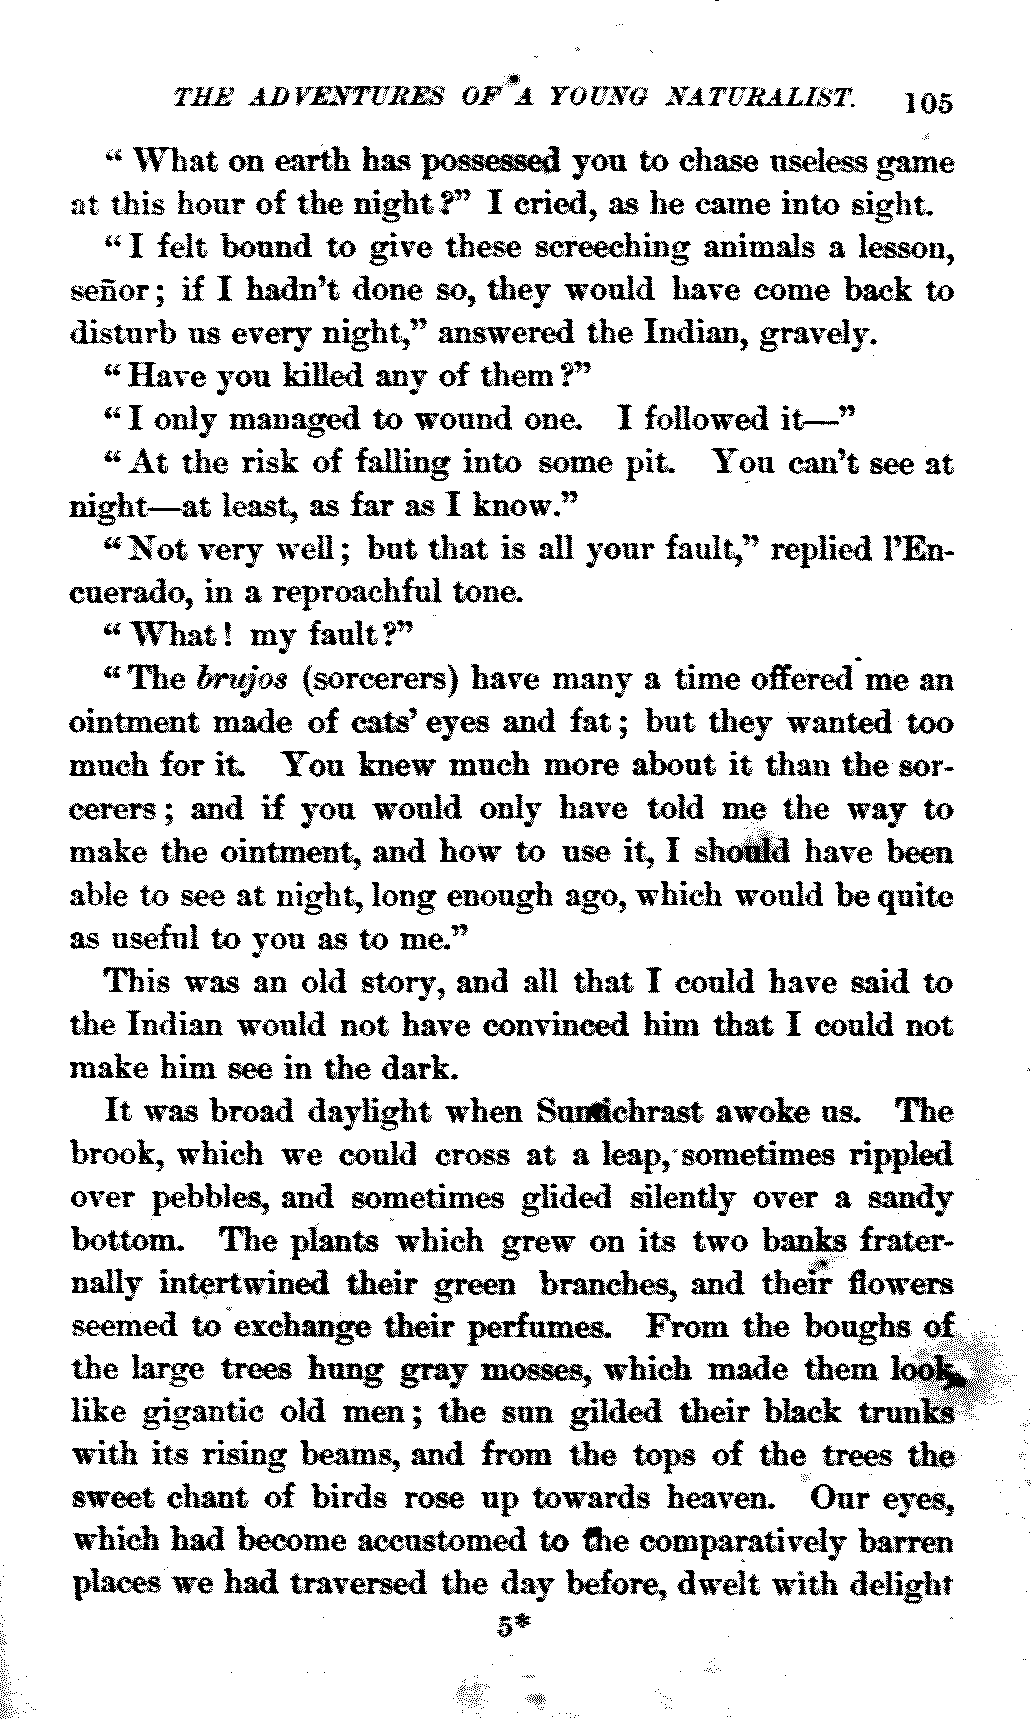 THE ADVENTURES OF A YOUNG NATURALIST. 105
“What on earth has possessed you to chase useless game
at this hour of the night?” I cried, as he came into sight.
“I felt bound to give these screeching animals a lesson,
señor; if I hadn’t done so, they would have come back to
disturb us every night,” answered the Indian, gravely.
“Have you killed any of them?”
“I only managed to wound one. I followed it—”
“At the risk of falling into some pit. You can’t see at
night—at least, as far as I know.”
“Not very well; but that is all your fault,” replied l’En-
cuerado, in a reproachful tone.
“What! my fault?”
“The brujos (sorcerers) have many a time offered me an
ointment made of cats’ eyes and fat; but they wanted too
much for it. You knew much more about it than the sor-
cerers; and if you would only have told me the way to
make the ointment, and how to use it, I should have been
able to see at night, long enough ago, which would be quite
as useful to you as to me.”
This was an old story, and all that I could have said to
the Indian would not have convinced him that I could not
make him see in the dark.
It was broad daylight when Sumichrast awoke us. The
brook, which we could cross at a leap, sometimes rippled
over pebbles, and sometimes glided silently over a sandy
bottom. The plants which grew on its two banks frater-
nally intertwined their green branches, and their flowers
seemed to exchange their perfumes. From the boughs of
the large trees hung gray mosses, which made them look
like gigantic old men; the sun gilded their black trunks
with its rising beams, and from the tops of the trees the
sweet chant of birds rose up towards heaven. Our eyes,
which had become accustomed to the comparatively barren
places we had traversed the day before, dwelt with delight
5*